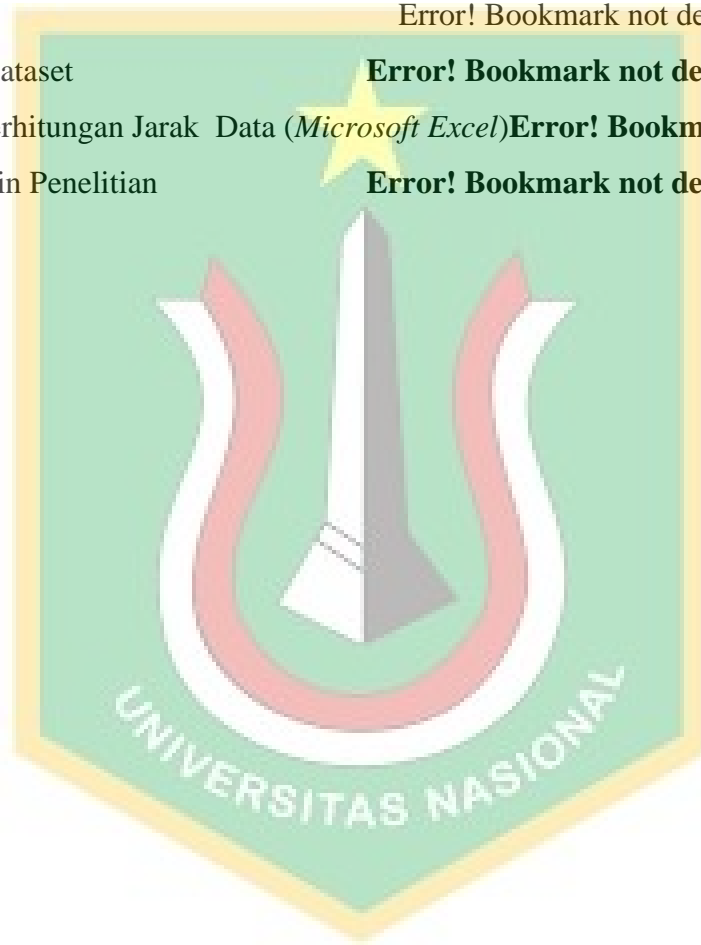 Error! Bookmark not de
ataset Error! Bookmark not de
rhitungan Jarak Data (Microsoft Excel)Error! Bookm
in Penelitian Error! Bookmark not de
UNIVERSITAS NASIONAL